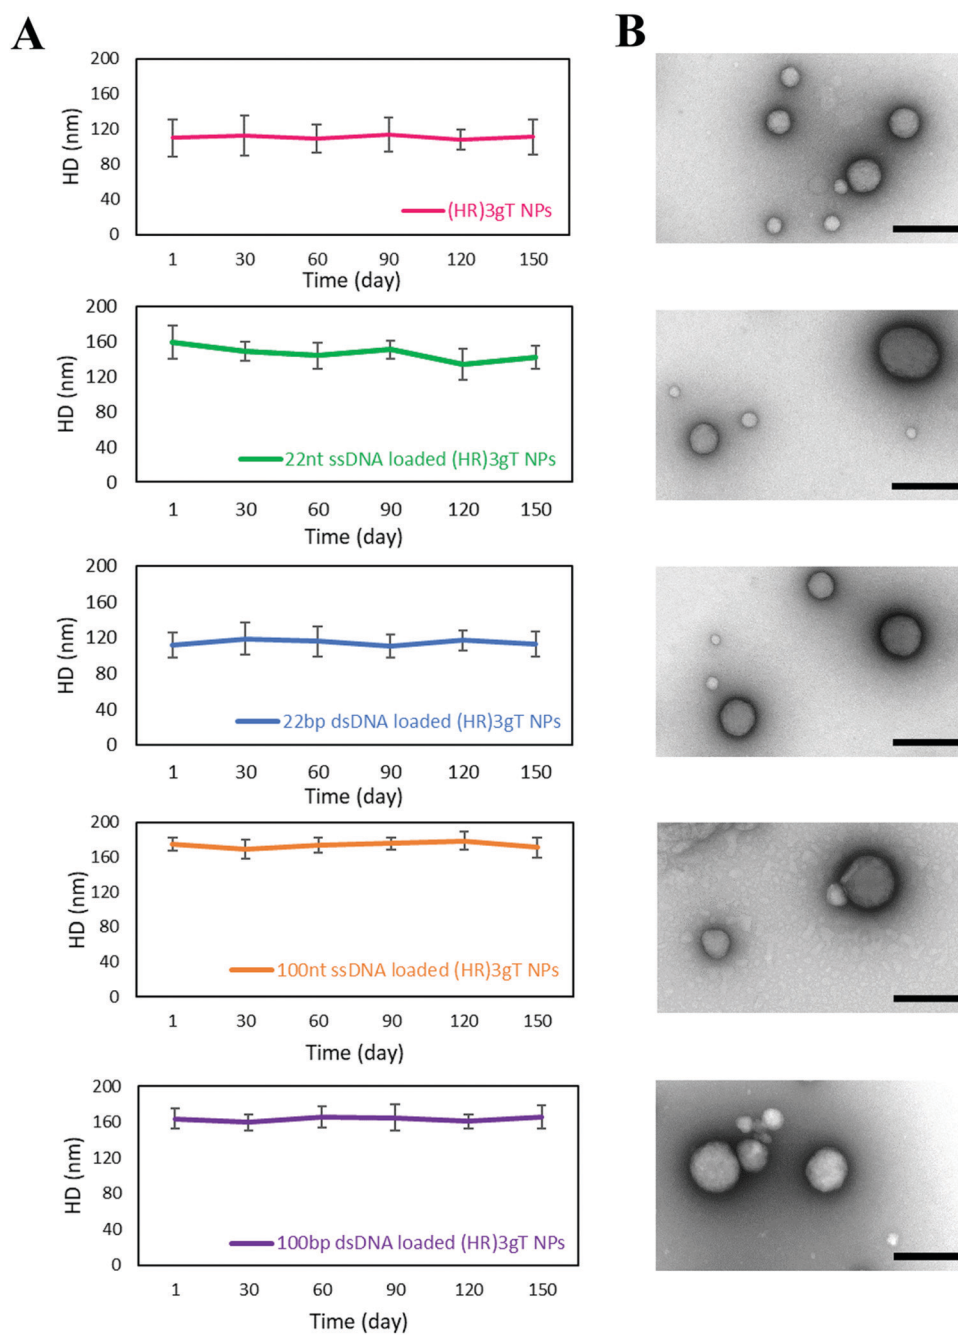 A
B
200
160
120
80
40
0
HD (nm)
(HR)3gT NPs
1 30 60 90 120 150
Time (day)
200
160
120
80
40
0
HD (nm)
22nt ssDNA loaded (HR)3gT NPs
1 30 60 90 120 150
Time (day)
200
160
120
80
40
0
HD (nm)
22bp dsDNA loaded (HR)3gT NPs
1 30 60 90 120 150
Time (day)
200
160
120
80
40
0
HD (nm)
100nt ssDNA loaded (HR)3gT NPs
1 30 60 90 120 150
Time (day)
200
160
120
80
40
0
HD (nm)
100bp dsDNA loaded (HR)3gT NPs
1 30 60 90 120 150
Time (day)